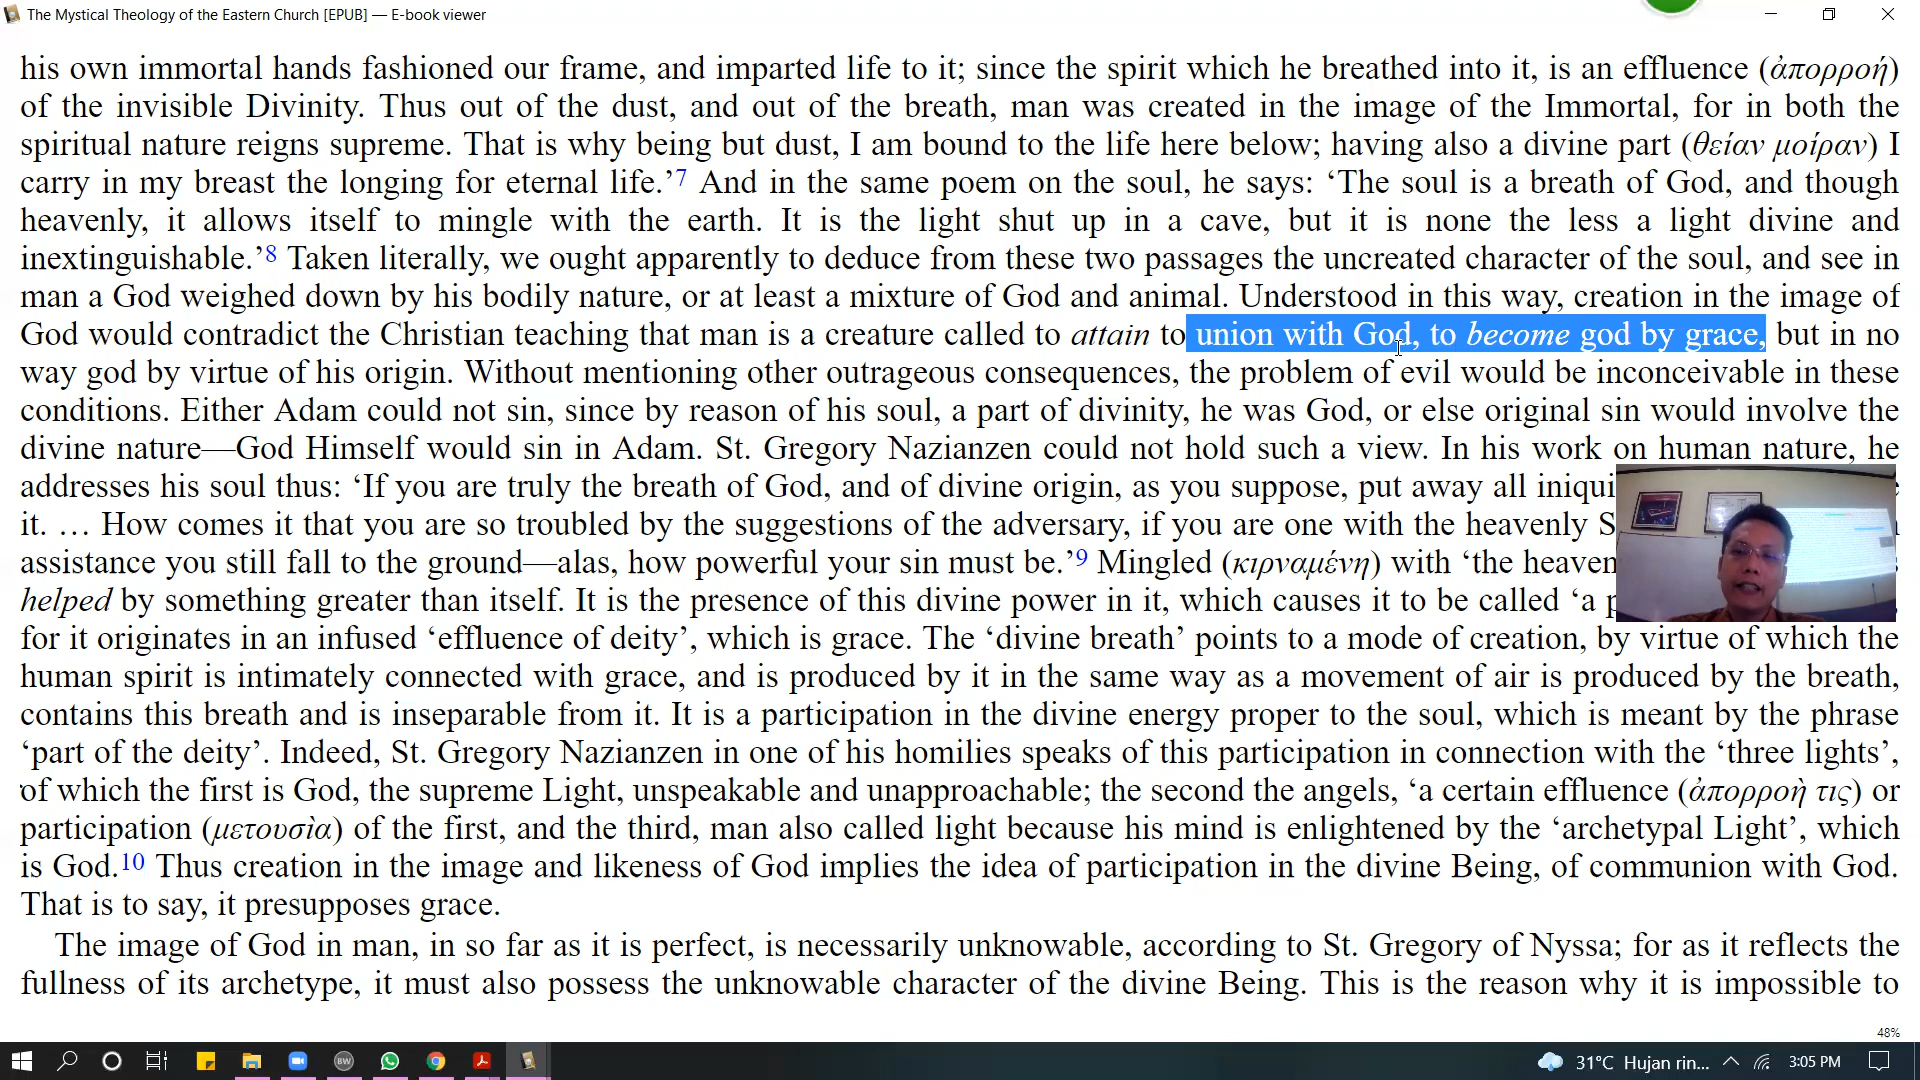 The Mystical Theology of the Eastern Church [EPUB] — E-book viewer
his own immortal hands fashioned our frame, and imparted life to it; since the spirit which he breathed into it, is an effluence (ἀπορροή)
of the invisible Divinity. Thus out of the dust, and out of the breath, man was created in the image of the Immortal, for in both the
spiritual nature reigns supreme. That is why being but dust, I am bound to the life here below; having also a divine part (θείαν μοίραν) I
carry in my breast the longing for eternal life.’7 And in the same poem on the soul, he says: ‘The soul is a breath of God, and though
heavenly, it allows itself to mingle with the earth. It is the light shut up in a cave, but it is none the less a light divine and
inextinguishable.’8 Taken literally, we ought apparently to deduce from these two passages the uncreated character of the soul, and see in
man a God weighed down by his bodily nature, or at least a mixture of God and animal. Understood in this way, creation in the image of
God would contradict the Christian teaching that man is a creature called to attain to union with God, to become god by grace, but in no
way god by virtue of his origin. Without mentioning other outrageous consequences, the problem of evil would be inconceivable in these
conditions. Either Adam could not sin, since by reason of his soul, a part of divinity, he was God, or else original sin would involve the
divine nature—God Himself would sin in Adam. St. Gregory Nazianzen could not hold such a view. In his work on human nature, he
addresses his soul thus: ‘If you are truly the breath of God, and of divine origin, as you suppose, put away all
it. … How comes it that you are so troubled by the suggestions of the adversary, if you are one with the heavenly
assistance you still fall to the ground—alas, how powerful your sin must be.’9 Mingled (κιρναμένη) with ‘the
helped by something greater than itself. It is the presence of this divine power in it, which causes it to be called ‘a
for it originates in an infused ‘effluence of deity’, which is grace. The ‘divine breath’ points to a mode of creation, by virtue of which the
human spirit is intimately connected with grace, and is produced by it in the same way as a movement of air is produced by the breath,
contains this breath and is inseparable from it. It is a participation in the divine energy proper to the soul, which is meant by the phrase
‘part of the deity’. Indeed, St. Gregory Nazianzen in one of his homilies speaks of this participation in connection with the ‘three lights’,
of which the first is God, the supreme Light, unspeakable and unapproachable; the second the angels, ‘a certain effluence (ἀπορροὴ τις) or
participation (μετουσὶα) of the first, and the third, man also called light because his mind is enlightened by the ‘archetypal Light’, which
is God.10 Thus creation in the image and likeness of God implies the idea of participation in the divine Being, of communion with God.
That is to say, it presupposes grace.
The image of God in man, in so far as it is perfect, is necessarily unknowable, according to St. Gregory of Nyssa; for as it reflects the
fullness of its archetype, it must also possess the unknowable character of the divine Being. This is the reason why it is impossible to
48%
BW
31°C Hujan rin...
3:05 PM